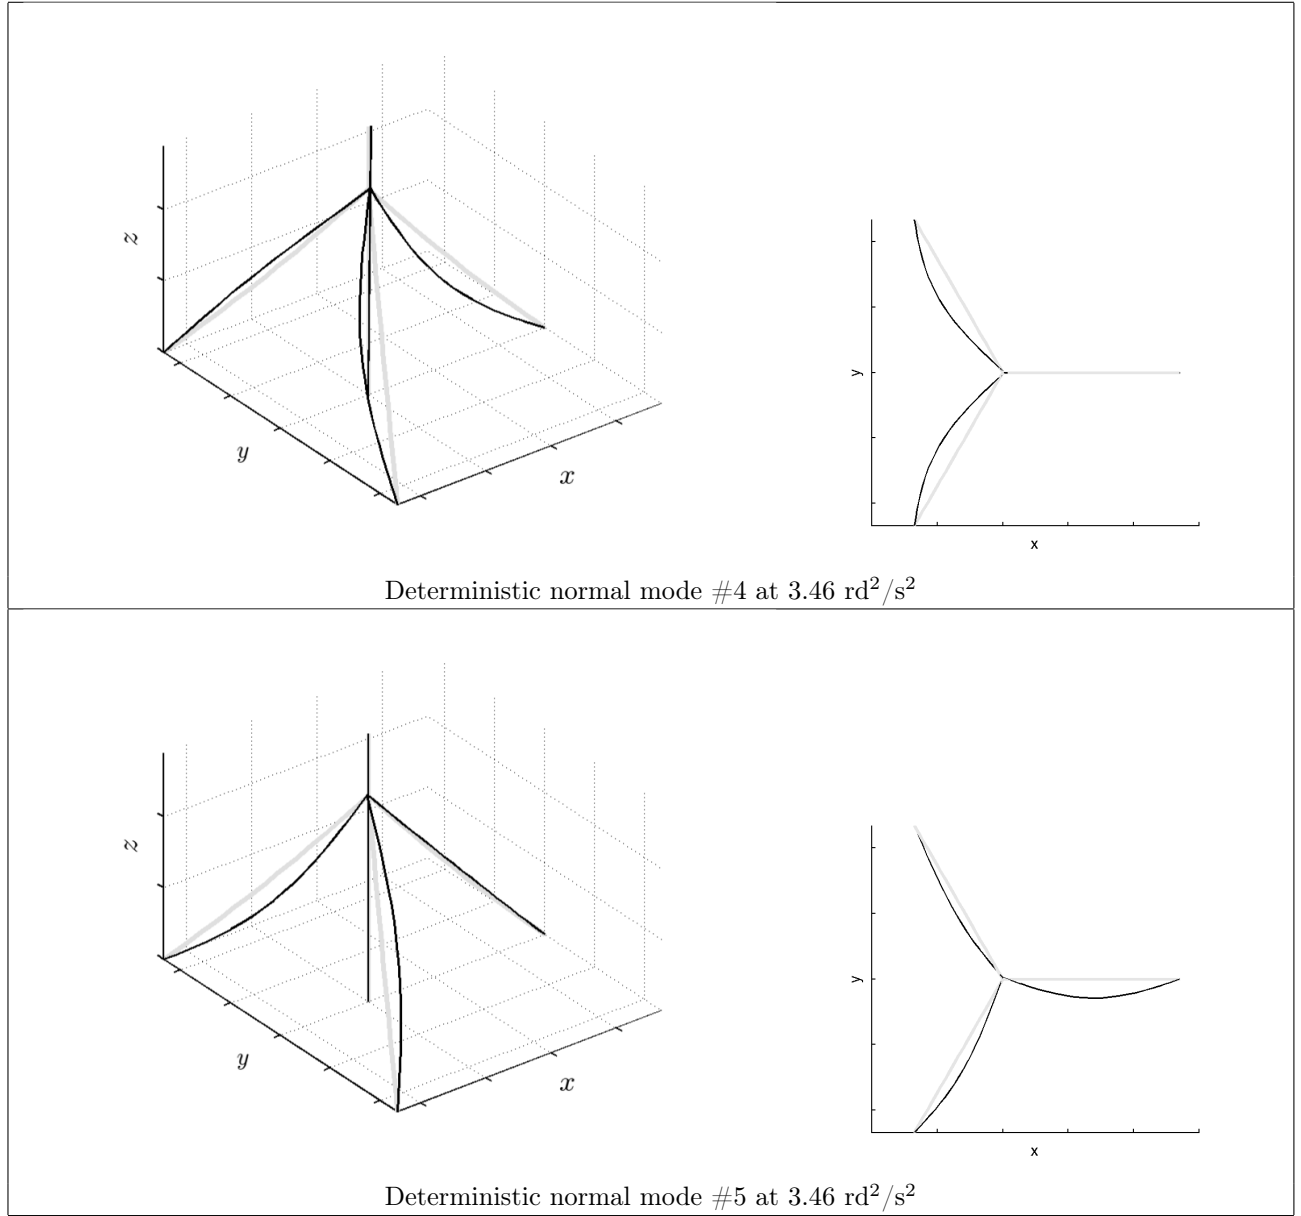 z
y
x
y
x
Deterministic normal mode #4 at 3.46 rd²/s²
z
y
x
y
x
Deterministic normal mode #5 at 3.46 rd²/s²